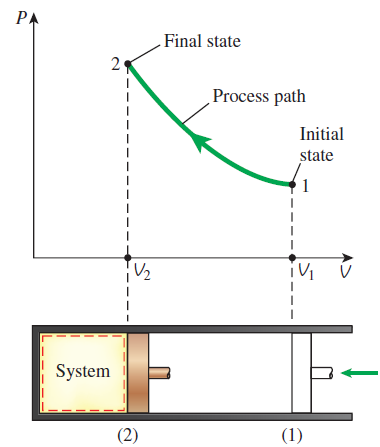 P
Final state
2
Process path
Initial
state
1
V2
V1
V
System
(2)
(1)